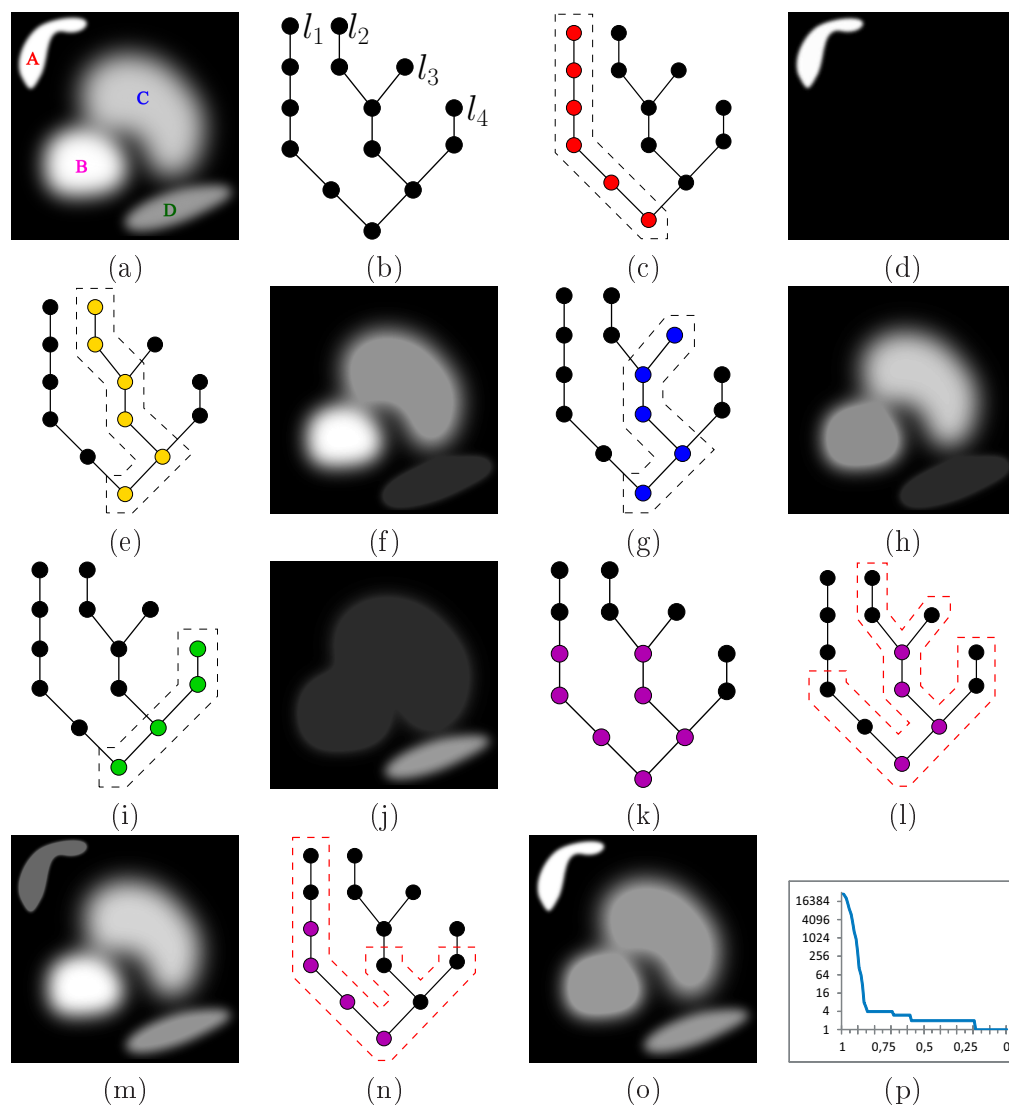 A
C
B
D
l1 l2
l3
l4
(a) (b) (c) (d)
(e) (f) (g) (h)
(i) (j) (k) (l)
16384
4096
1024
256
64
16
4
1
1 0,75 0,5 0,25 0
(m) (n) (o) (p)